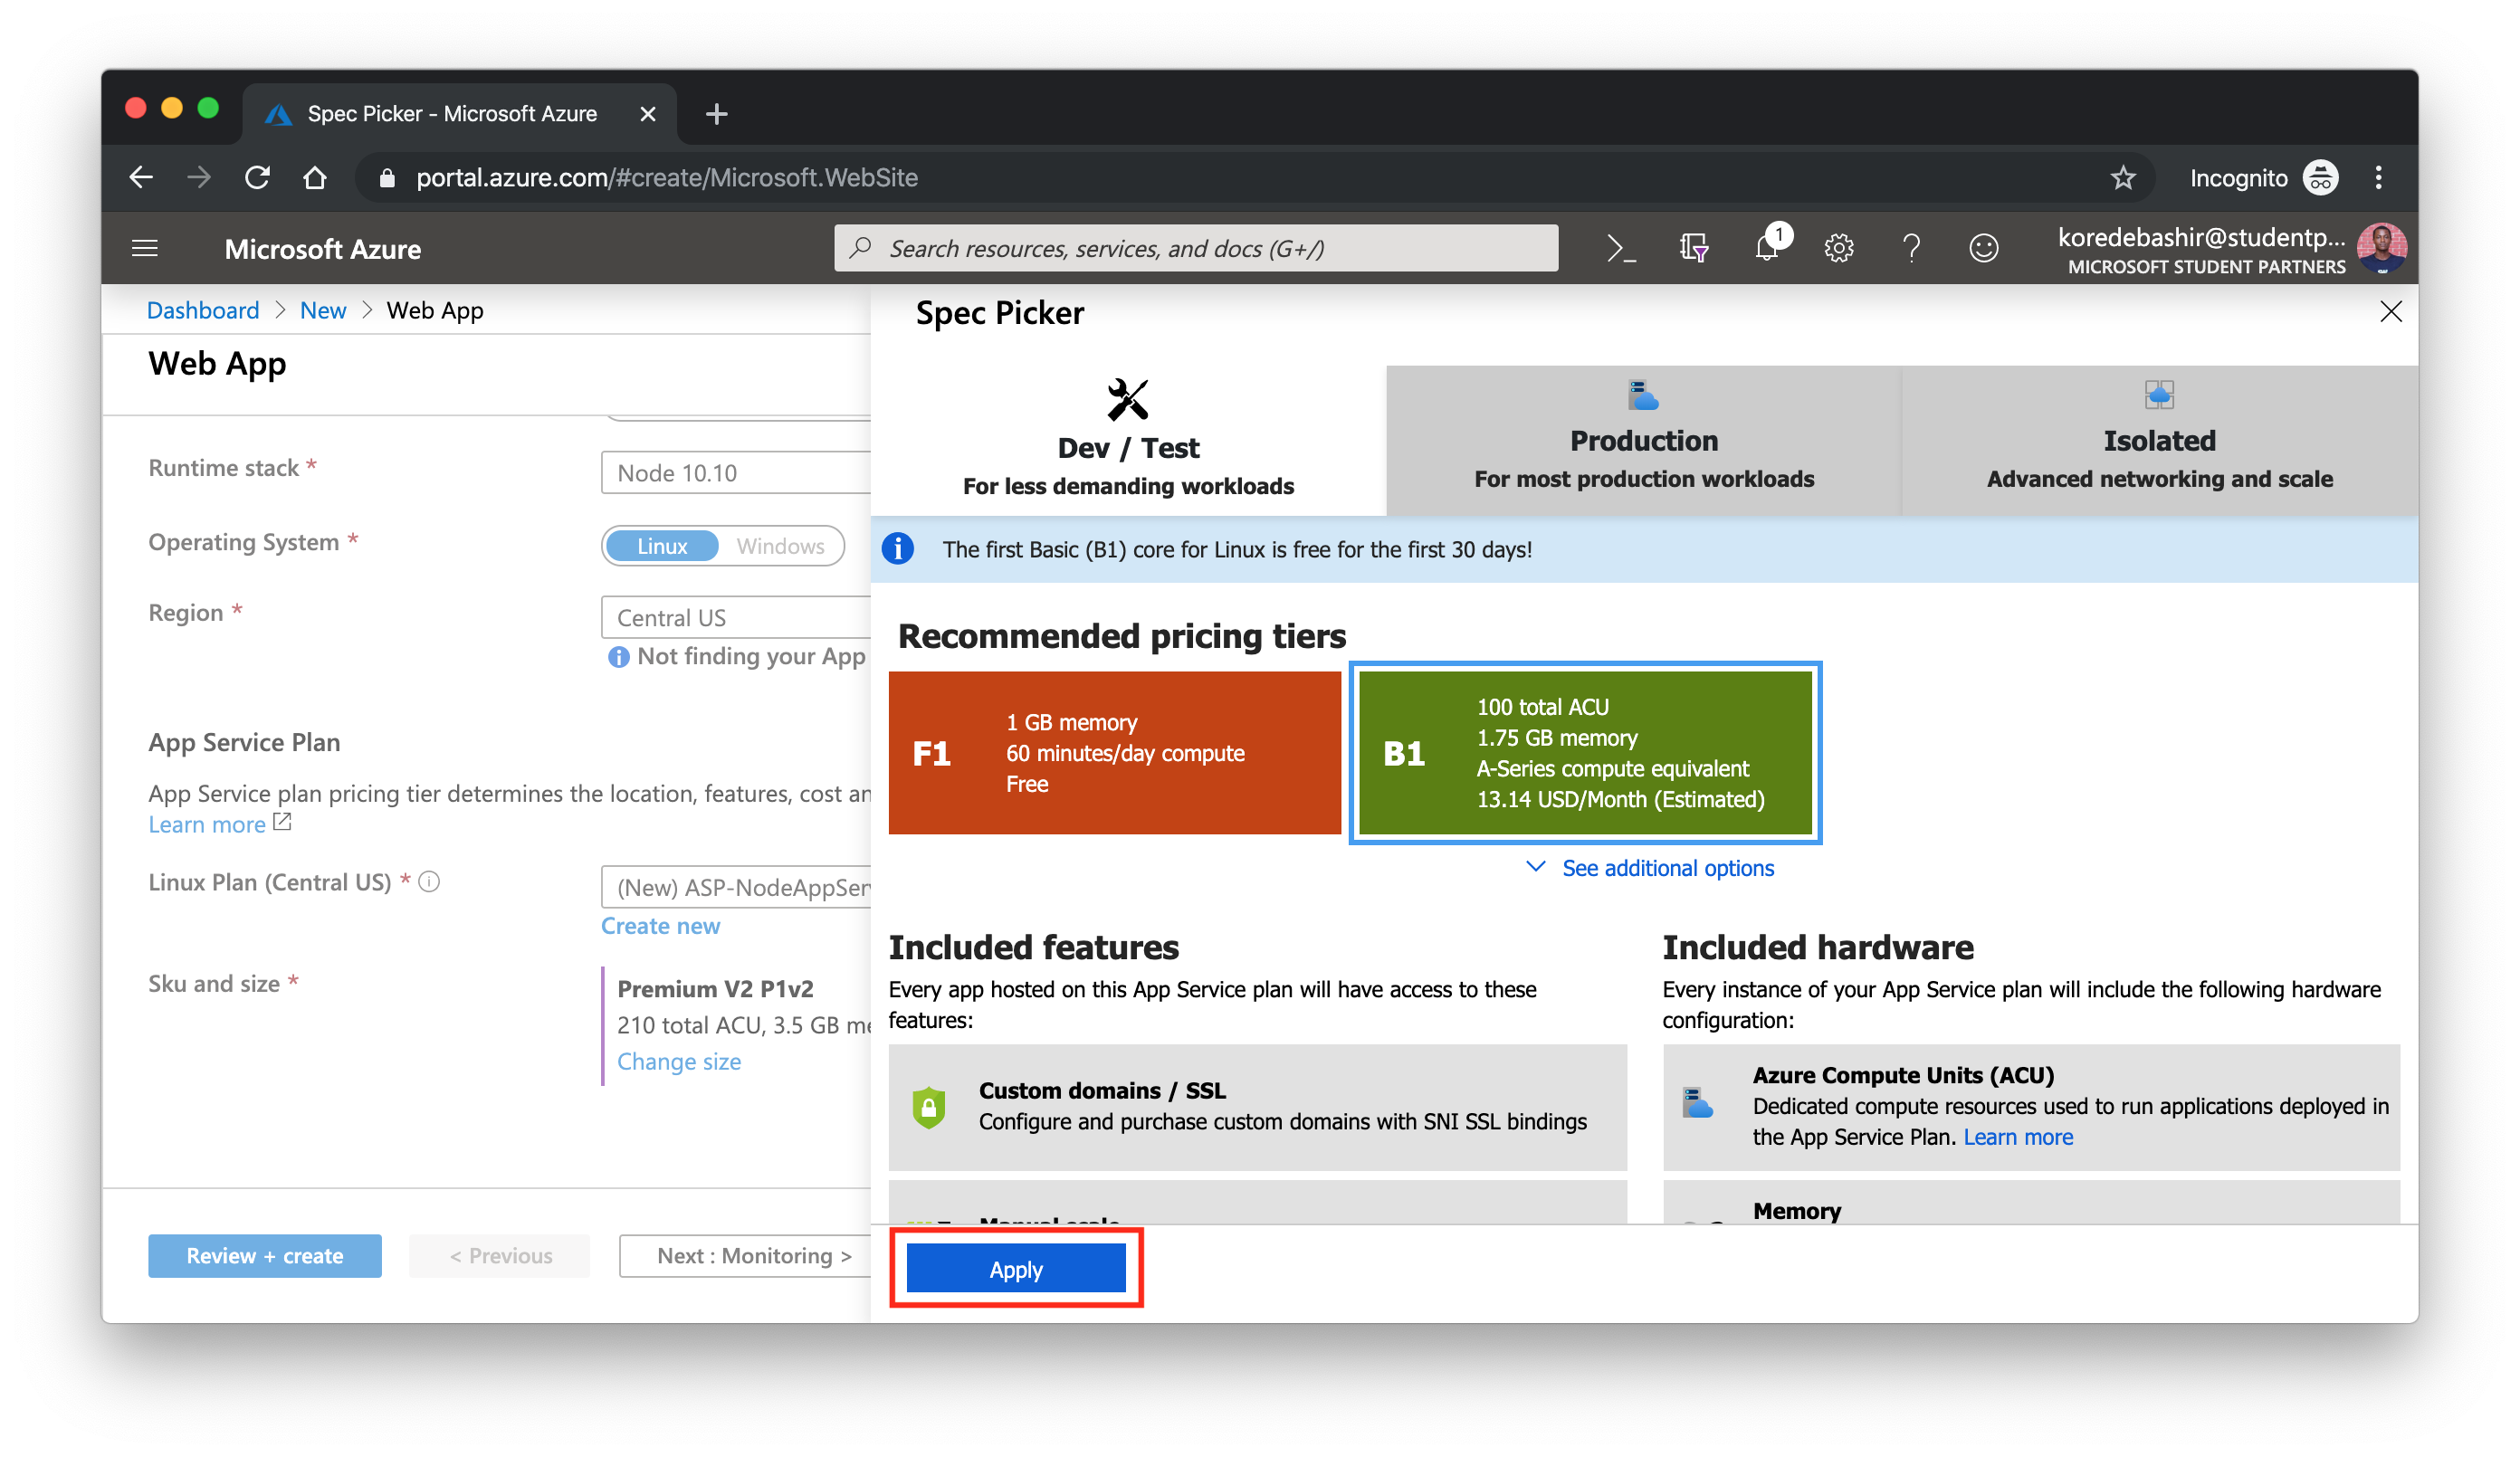 Spec Picker - Microsoft Azure
portal.azure.com/#create/Microsoft.WebSite
Incognito
Microsoft Azure
Search resources, services, and docs (G+/)
1
koredebashir@studentp...
MICROSOFT STUDENT PARTNERS
Dashboard > New > Web App
Web App
Runtime stack *
Node 10.10
Operating System *
Linux
Windows
Region *
Central US
Not finding your App
App Service Plan
App Service plan pricing tier determines the location, features, cost an
Learn more
Linux Plan (Central US) *
(New) ASP-NodeAppSer
Create new
Sku and size *
Premium V2 P1v2
210 total ACU, 3.5 GB me
Change size
Review + create
< Previous
Next : Monitoring >
Spec Picker
Dev / Test
For less demanding workloads
Production
For most production workloads
Isolated
Advanced networking and scale
The first Basic (B1) core for Linux is free for the first 30 days!
Recommended pricing tiers
F1
1 GB memory
60 minutes/day compute
Free
B1
100 total ACU
1.75 GB memory
A-Series compute equivalent
13.14 USD/Month (Estimated)
See additional options
Included features
Every app hosted on this App Service plan will have access to these
features:
Custom domains / SSL
Configure and purchase custom domains with SNI SSL bindings
Manual scale
Included hardware
Every instance of your App Service plan will include the following hardware
configuration:
Azure Compute Units (ACU)
Dedicated compute resources used to run applications deployed in
the App Service Plan. Learn more
Memory
Apply